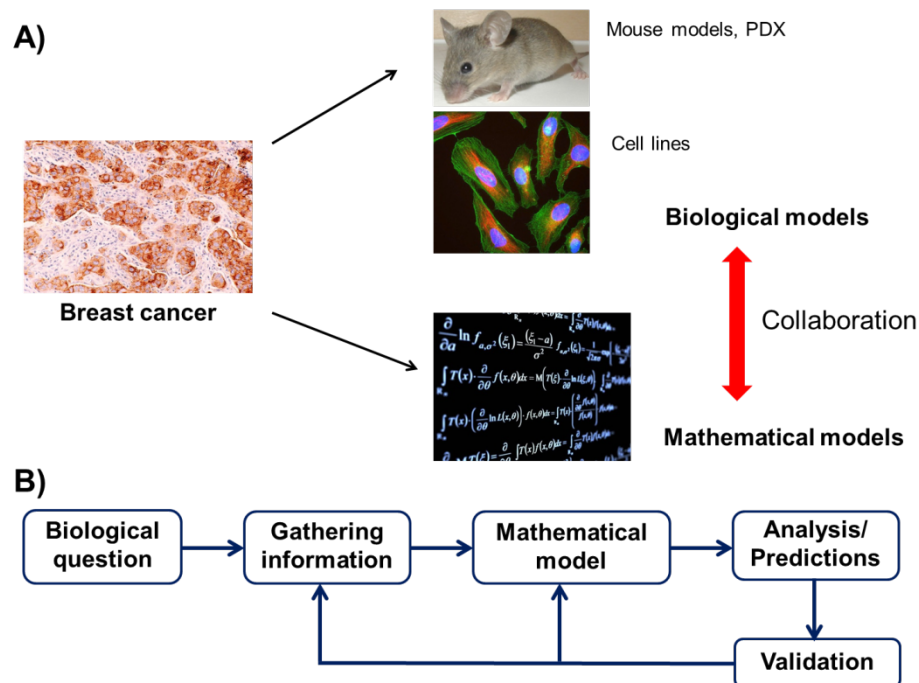 A)
Mouse models, PDX
Cell lines
Breast cancer
Biological models
Collaboration
Mathematical models
B)
Biological
question
Gathering
information
Mathematical
model
Analysis/
Predictions
Validation